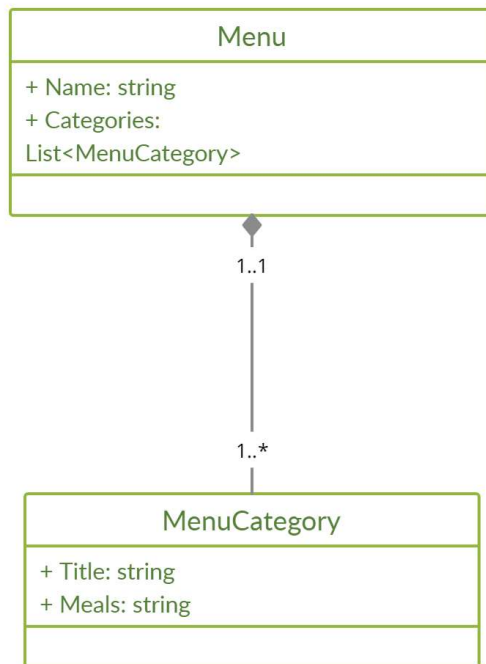 Menu
+ Name: string
+ Categories:
List<MenuCategory>
1..1
1..*
MenuCategory
+ Title: string
+ Meals: string